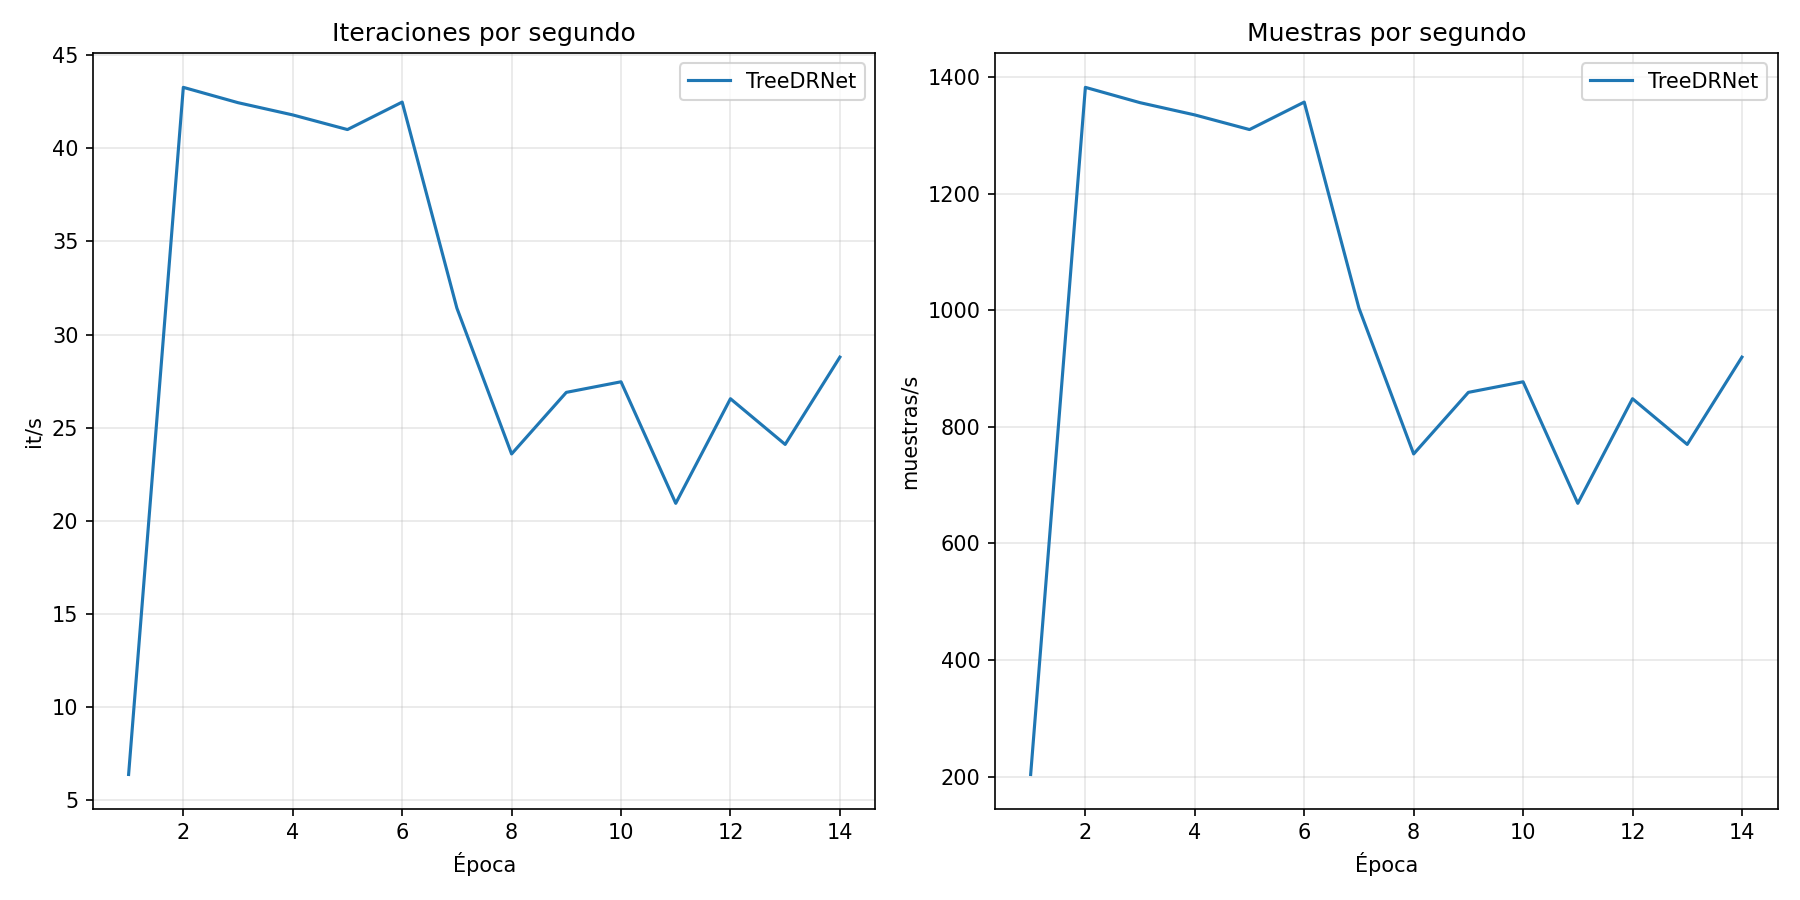 Iteraciones por segundo
45
40
35
30
25
20
15
10
5
it/s
TreeDRNet
2 4 6 8 10 12 14
Época
Muestras por segundo
1400
1200
1000
800
600
400
200
muestras/s
TreeDRNet
2 4 6 8 10 12 14
Época